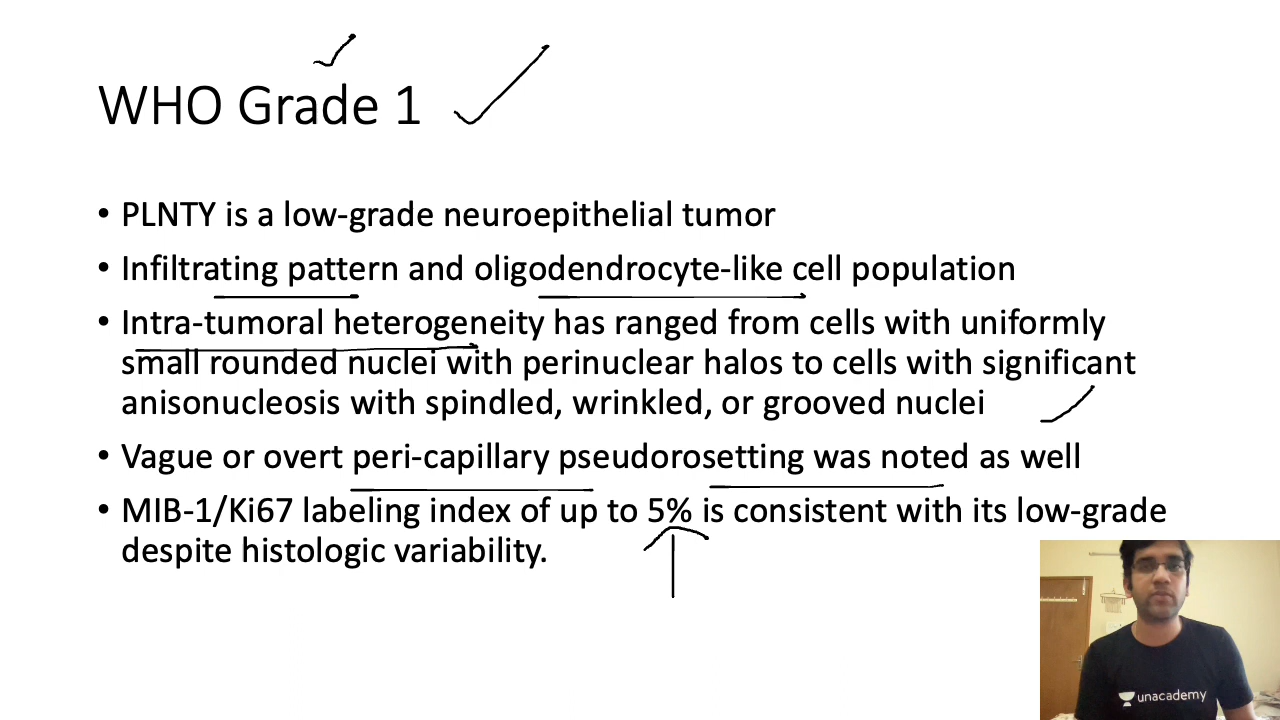 WHO Grade 1
• PLNTY is a low-grade neuroepithelial tumor
• Infiltrating pattern and oligodendrocyte-like cell population
• Intra-tumoral heterogeneity has ranged from cells with uniformly
small rounded nuclei with perinuclear halos to cells with significant
anisonucleosis with spindled, wrinkled, or grooved nuclei
• Vague or overt peri-capillary pseudorosetting was noted as well
• MIB-1/Ki67 labeling index of up to 5% is consistent with its low-grade
despite histologic variability.
unacademy